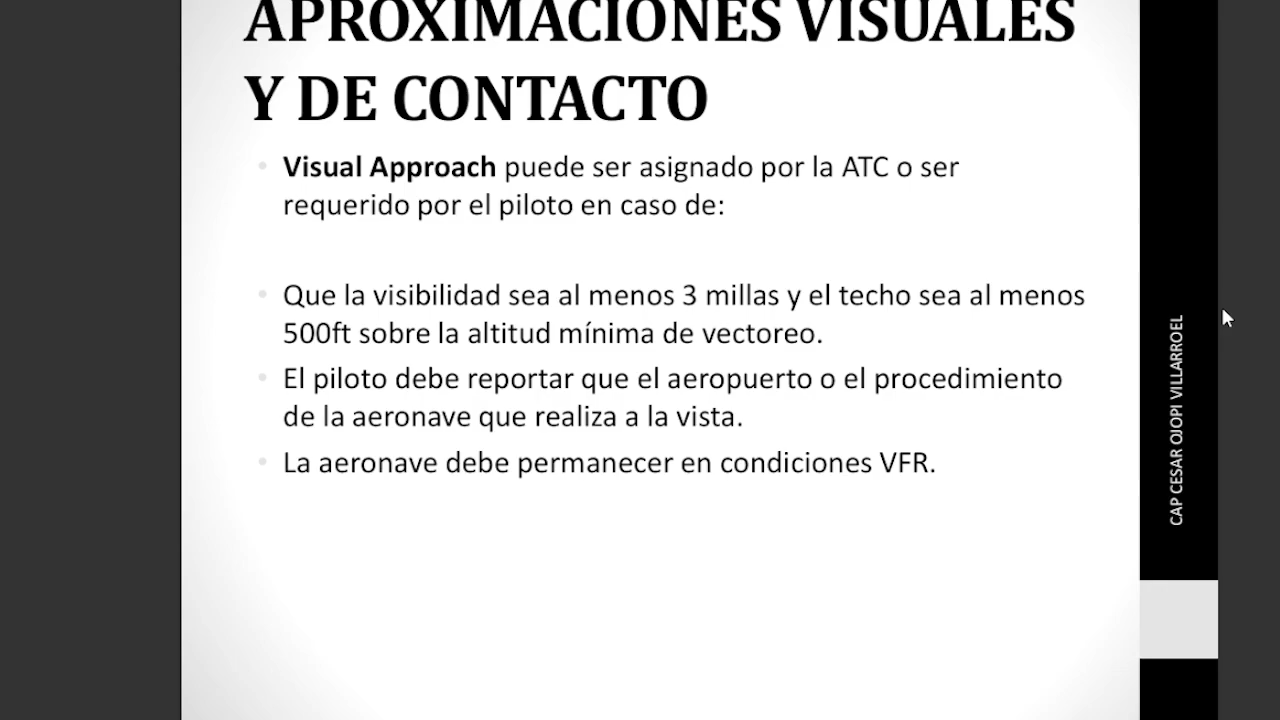 APROXIMACIONES VISUALES
Y DE CONTACTO
Visual Approach puede ser asignado por la ATC o ser
requerido por el piloto en caso de:
Que la visibilidad sea al menos 3 millas y el techo sea al menos
500ft sobre la altitud mínima de vectoreo.
El piloto debe reportar que el aeropuerto o el procedimiento
de la aeronave que realiza a la vista.
La aeronave debe permanecer en condiciones VFR.
CAP CESAR OJOPI VILLARROEL